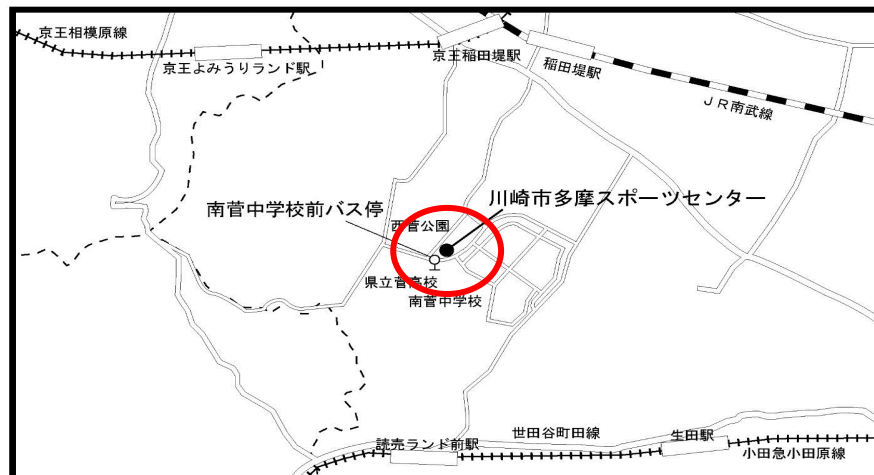 京王相模原線
京王よみうりランド駅
京王稲田堤駅
稲田堤駅
ＪＲ南武線
川崎市多摩スポーツセンター
南菅中学校前バス停
西菅公園
県立菅高校
南菅中学校
世田谷町田線
生田駅
読売ランド前駅
小田急小田原線